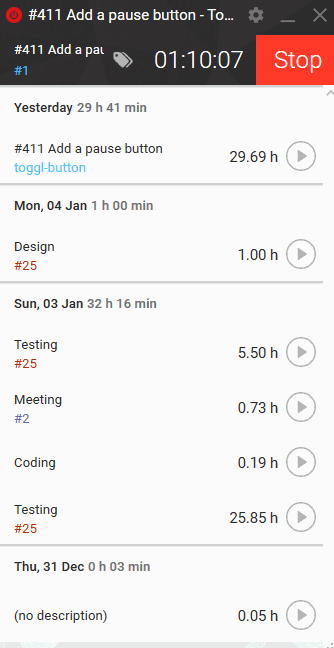 #411 Add a pause button - To...
#411 Add a pau
#1
01:10:07
Stop
Yesterday 29 h 41 min
#411 Add a pause button
toggl-button
29.69 h
Mon, 04 Jan 1 h 00 min
Design
#25
1.00 h
Sun, 03 Jan 32 h 16 min
Testing
#25
5.50 h
Meeting
#2
0.73 h
Coding
0.19 h
Testing
#25
25.85 h
Thu, 31 Dec 0 h 03 min
(no description)
0.05 h